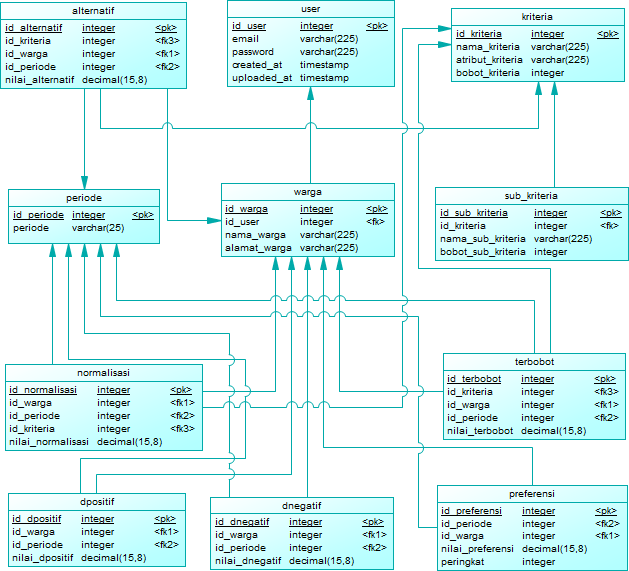 alternatif
id_alternatif integer <pk>
id_kriteria integer <fk3>
id_warga integer <fk1>
id_periode integer <fk2>
nilai_alternatif decimal(15,8)
user
id_user integer <pk>
email varchar(225)
password varchar(225)
created_at timestamp
uploaded_at timestamp
kriteria
id_kriteria integer <pk>
nama_kriteria varchar(225)
atribut_kriteria varchar(225)
bobot_kriteria integer
periode
id_periode integer <pk>
periode varchar(25)
warga
id_warga integer <pk>
id_user integer <fk>
nama_warga varchar(225)
alamat_warga varchar(225)
sub_kriteria
id_sub_kriteria integer <pk>
id_kriteria integer <fk>
nama_sub_kriteria varchar(225)
bobot_sub_kriteria integer
normalisasi
id_normalisasi integer <pk>
id_warga integer <fk1>
id_periode integer <fk2>
id_kriteria integer <fk3>
nilai_normalisasi decimal(15,8)
terbobot
id_terbobot integer <pk>
id_kriteria integer <fk3>
id_warga integer <fk1>
id_periode integer <fk2>
nilai_terbobot decimal(15,8)
dpositif
id_dpositif integer <pk>
id_warga integer <fk1>
id_periode integer <fk2>
nilai_dpositif decimal(15,8)
dnegatif
id_dnegatif integer <pk>
id_warga integer <fk1>
id_periode integer <fk2>
nilai_dnegatif decimal(15,8)
preferensi
id_preferensi integer <pk>
id_periode integer <fk2>
id_warga integer <fk1>
nilai_preferensi decimal(15,8)
peringkat integer